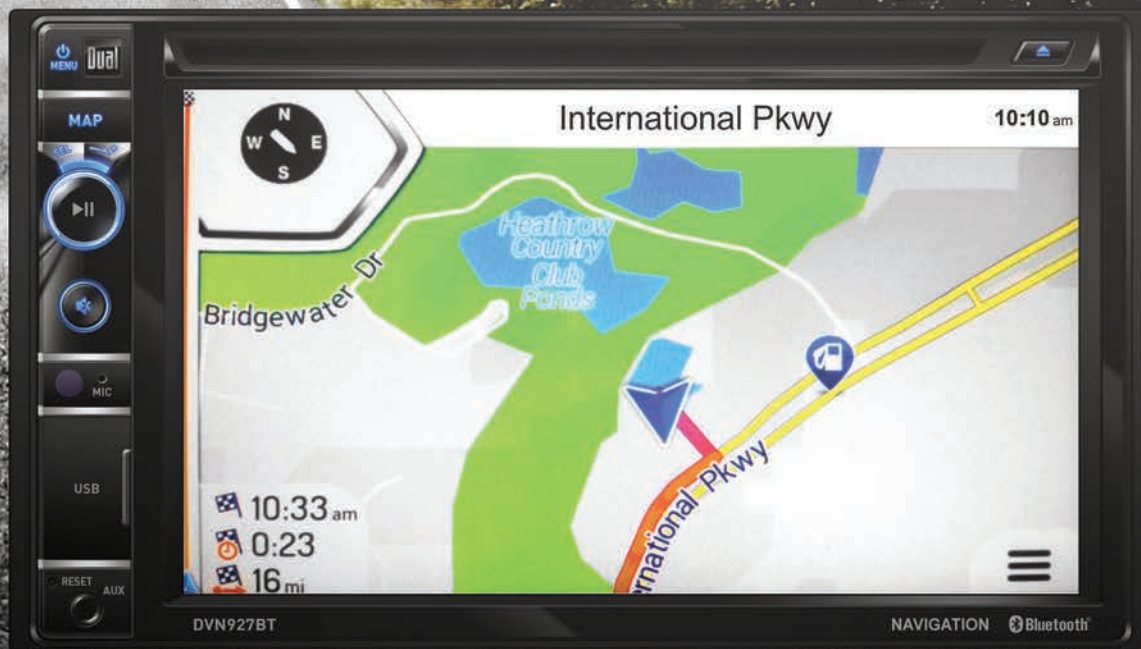 MENU
Dual
MAP
MIC
USB
RESET
AUX
N
W
E
S
International Pkwy
10:10 am
Heathrow
Country
Club
Ponds
Bridgewater Dr
ernational Pkwy
10:33 am
0:23
16 mi
DVN927BT
NAVIGATION
Bluetooth